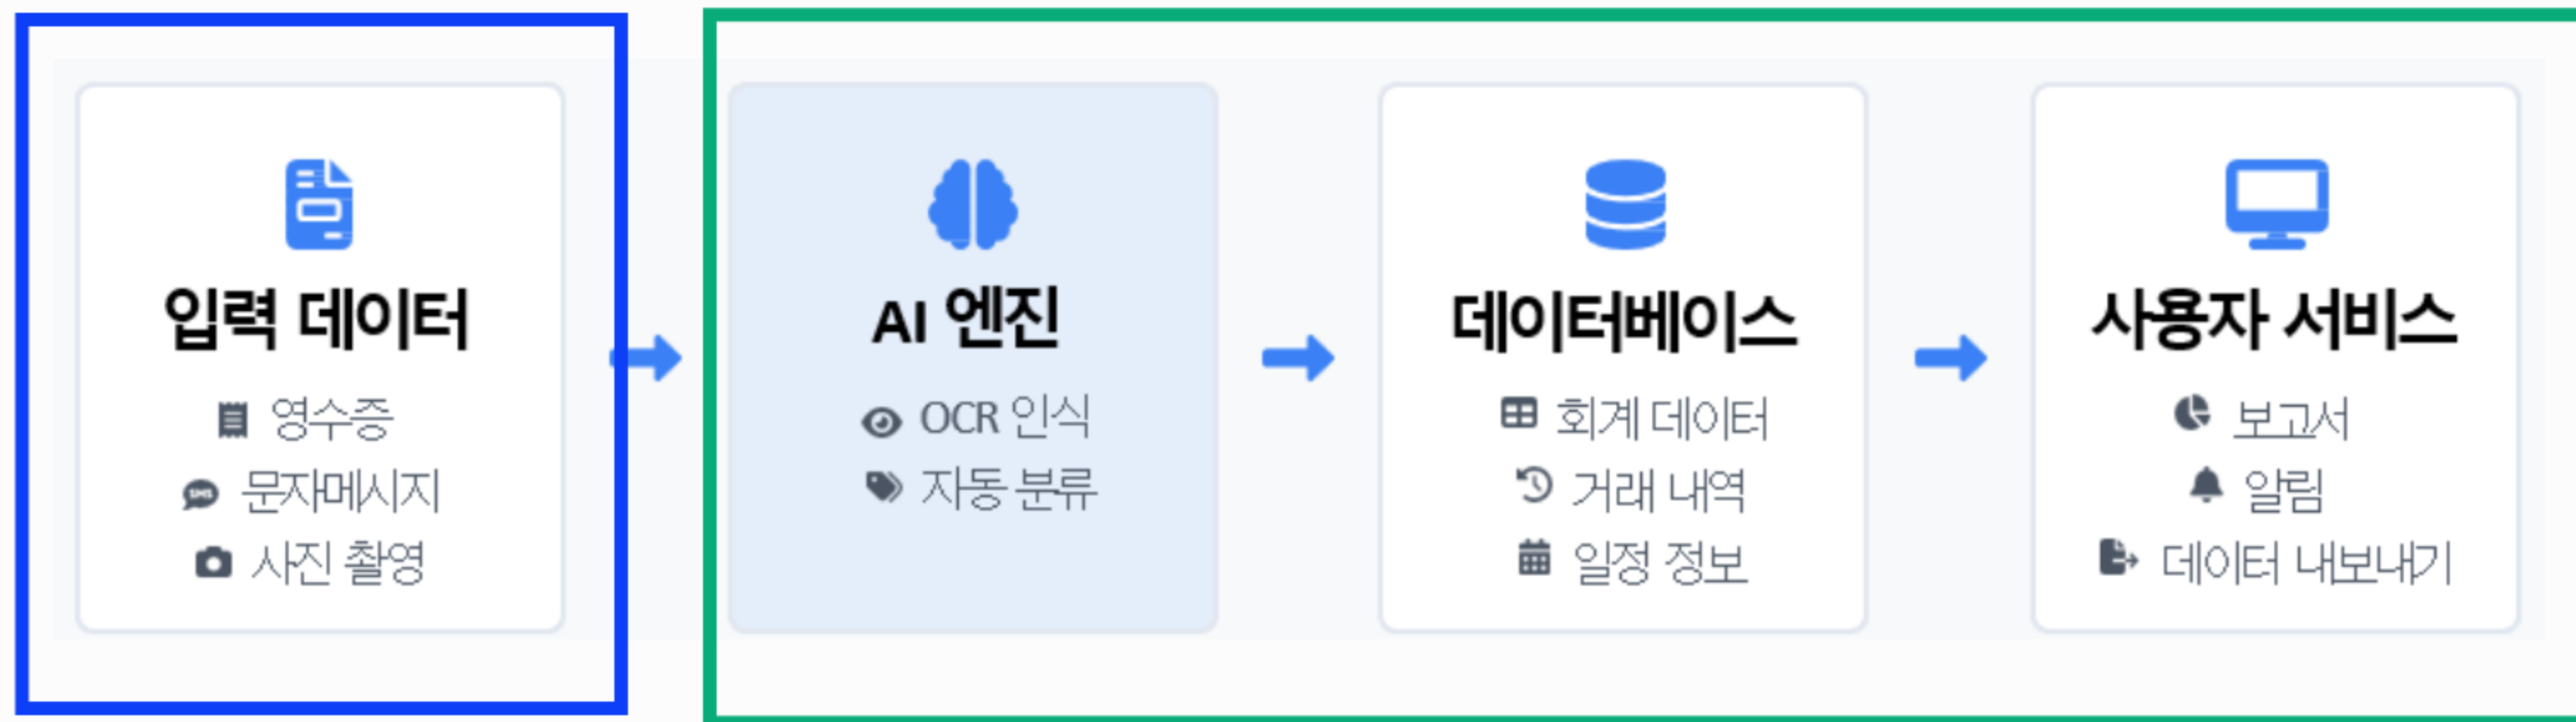 입력 데이터
영수증
SMS 문자메시지
사진 촬영
AI 엔진
OCR 인식
자동 분류
데이터베이스
회계 데이터
거래 내역
일정 정보
사용자 서비스
보고서
알림
데이터 내보내기